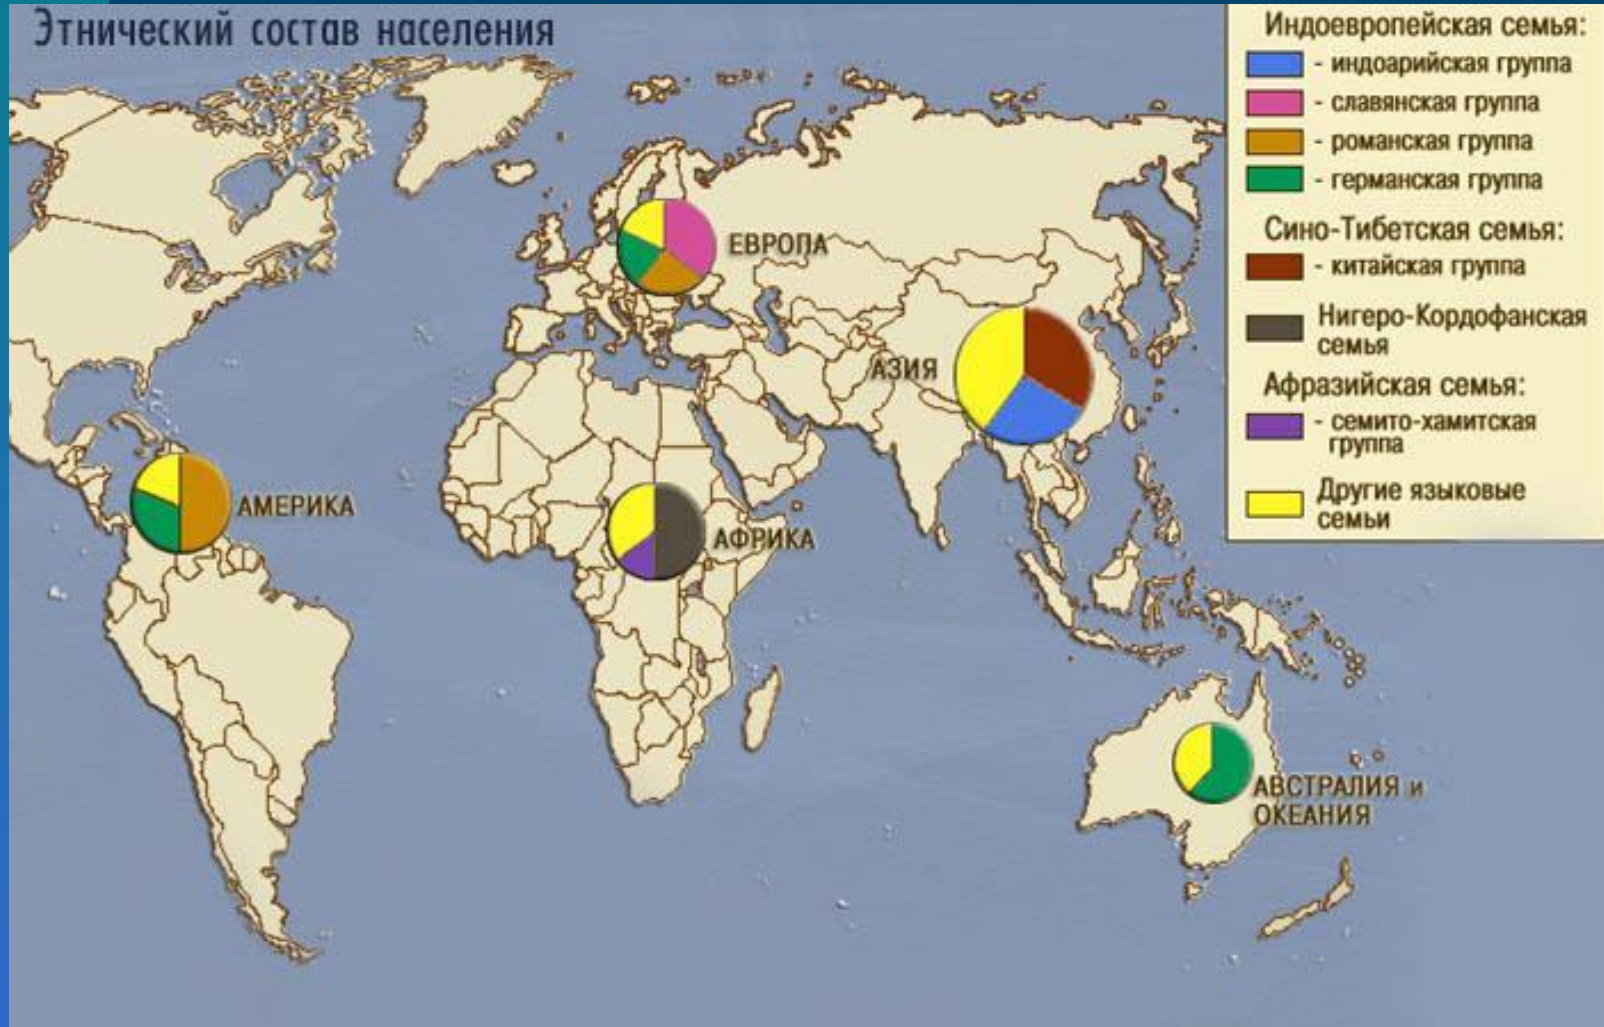 Этнический состав населения
Индоевропейская семья:
- индоарийская группа
- славянская группа
- романская группа
- германская группа
Сино-Тибетская семья:
- китайская группа
Нигеро-Кордофанская
семья
Афразийская семья:
- семито-хамитская
группа
Другие языковые
семьи
ЕВРОПА
АЗИЯ
АМЕРИКА
АФРИКА
АВСТРАЛИЯ и
ОКЕАНИЯ